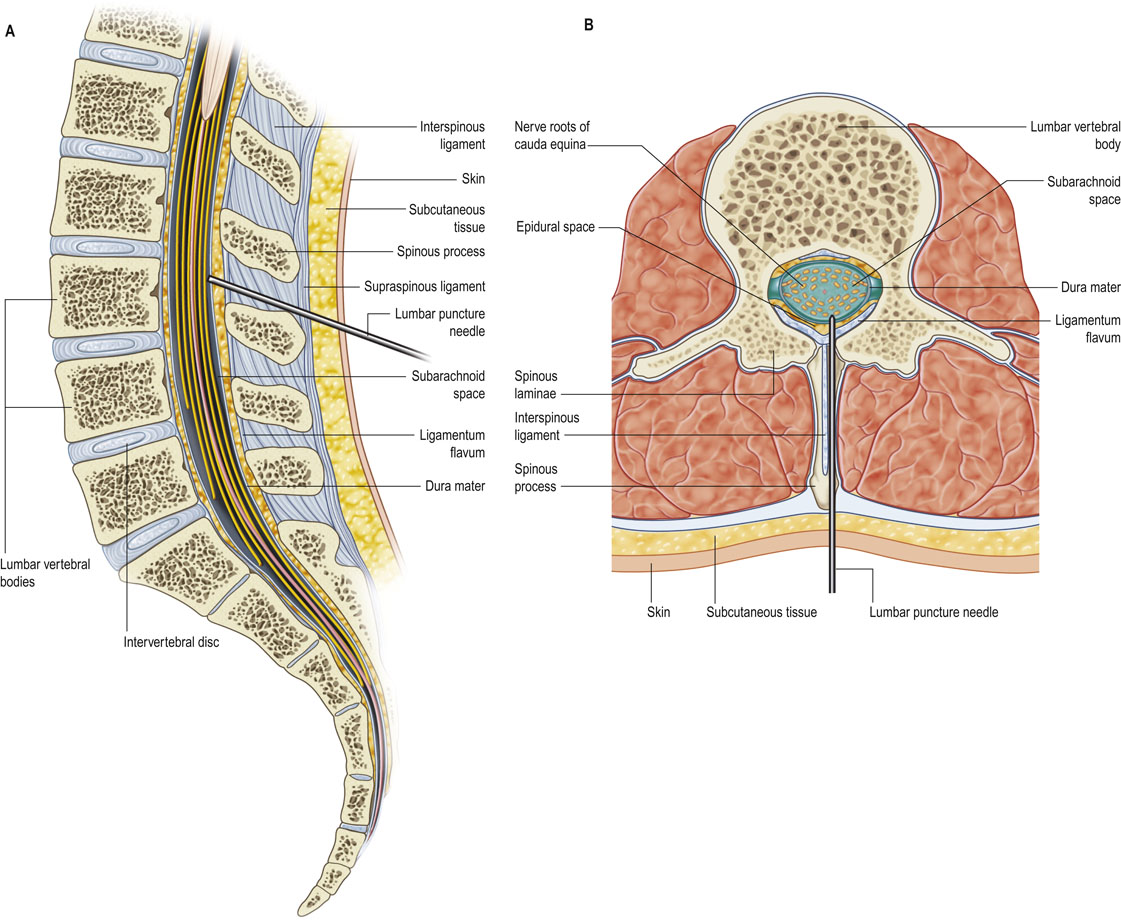 A
Interspinous
ligament
Skin
Subcutaneous
tissue
Spinous process
Supraspinous ligament
Lumbar puncture
needle
Subarachnoid
space
Ligamentum
flavum
Dura mater
Lumbar vertebral
bodies
Intervertebral disc
B
Nerve roots of
cauda equina
Epidural space
Spinous
laminae
Interspinous
ligament
Spinous
process
Lumbar vertebral
body
Subarachnoid
space
Dura mater
Ligamentum
flavum
Skin
Subcutaneous tissue
Lumbar puncture needle